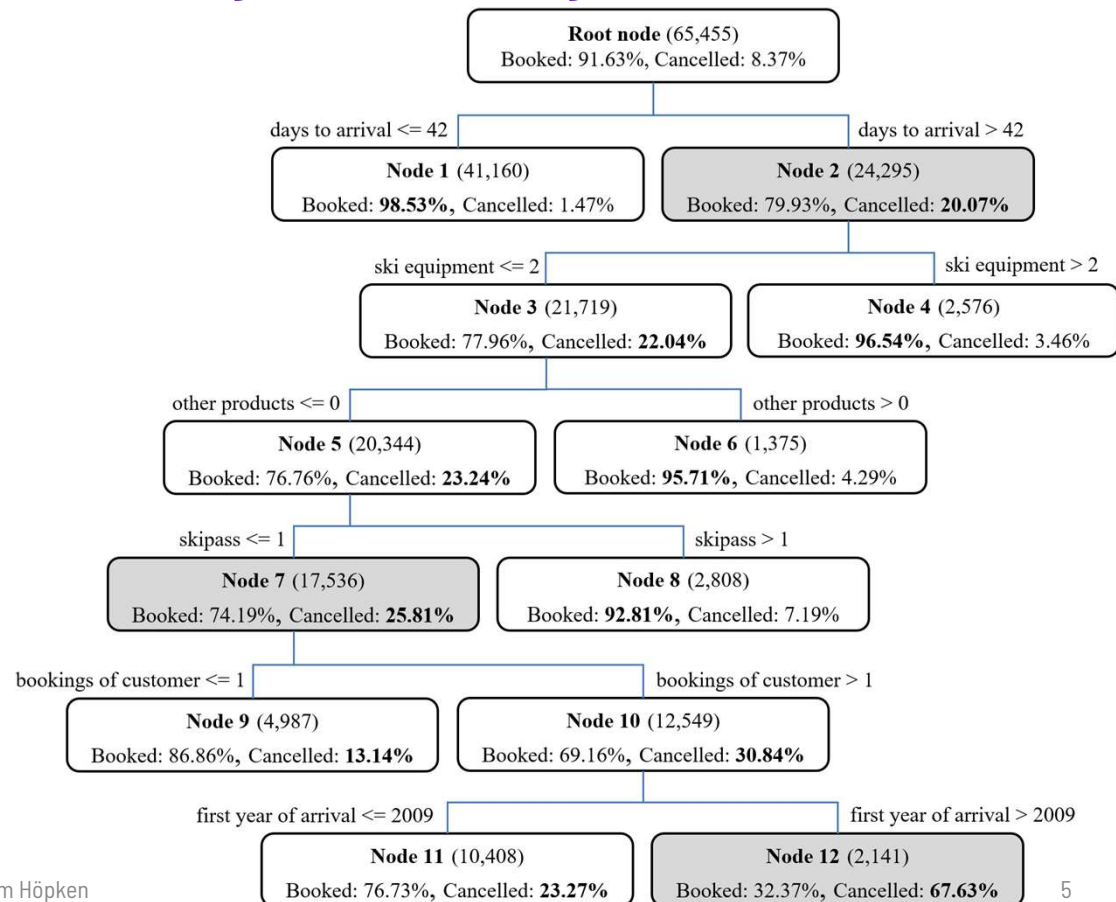 Root node (65,455)
Booked: 91.63%, Cancelled: 8.37%
days to arrival <= 42
days to arrival > 42
Node 1 (41,160)
Booked: 98.53%, Cancelled: 1.47%
Node 2 (24,295)
Booked: 79.93%, Cancelled: 20.07%
ski equipment <= 2
ski equipment > 2
Node 3 (21,719)
Booked: 77.96%, Cancelled: 22.04%
Node 4 (2,576)
Booked: 96.54%, Cancelled: 3.46%
other products <= 0
other products > 0
Node 5 (20,344)
Booked: 76.76%, Cancelled: 23.24%
Node 6 (1,375)
Booked: 95.71%, Cancelled: 4.29%
skipass <= 1
skipass > 1
Node 7 (17,536)
Booked: 74.19%, Cancelled: 25.81%
Node 8 (2,808)
Booked: 92.81%, Cancelled: 7.19%
bookings of customer <= 1
bookings of customer > 1
Node 9 (4,987)
Booked: 86.86%, Cancelled: 13.14%
Node 10 (12,549)
Booked: 69.16%, Cancelled: 30.84%
first year of arrival <= 2009
first year of arrival > 2009
Node 11 (10,408)
Booked: 76.73%, Cancelled: 23.27%
Node 12 (2,141)
Booked: 32.37%, Cancelled: 67.63%
m Höpken
5